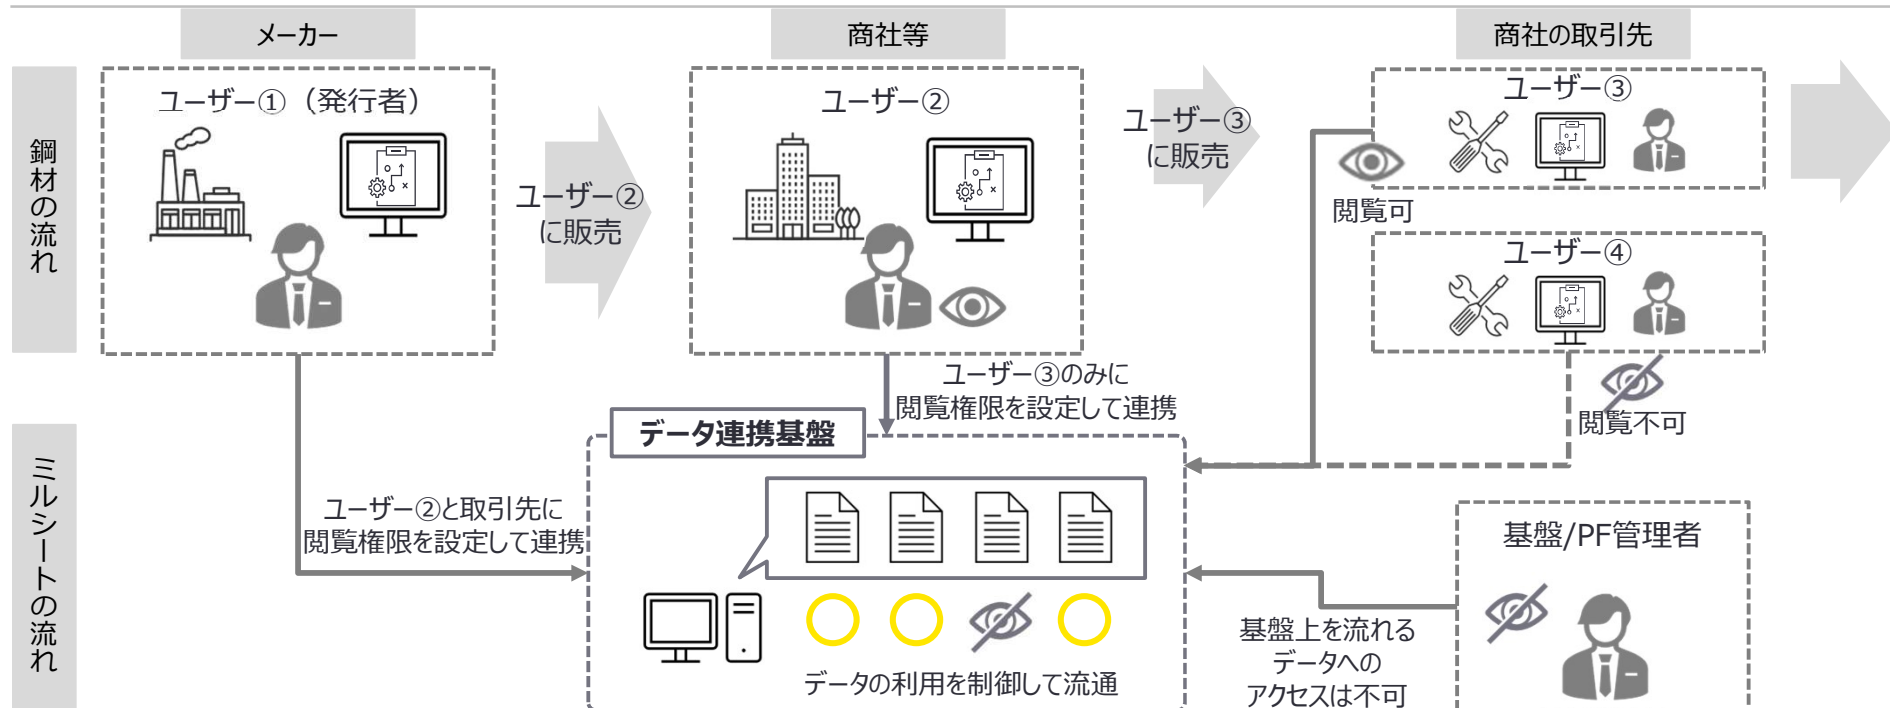 メーカー
商社等
商社の取引先
鋼材の流れ
ユーザー①（発行者）
ユーザー②
に販売
ユーザー②
ユーザー③
に販売
ユーザー③
閲覧可
ユーザー④
閲覧不可
ミルシートの流れ
ユーザー②と取引先に
閲覧権限を設定して連携
ユーザー③のみに
閲覧権限を設定して連携
データ連携基盤
データの利用を制御して流通
基盤/PF管理者
基盤上を流れる
データへの
アクセスは不可